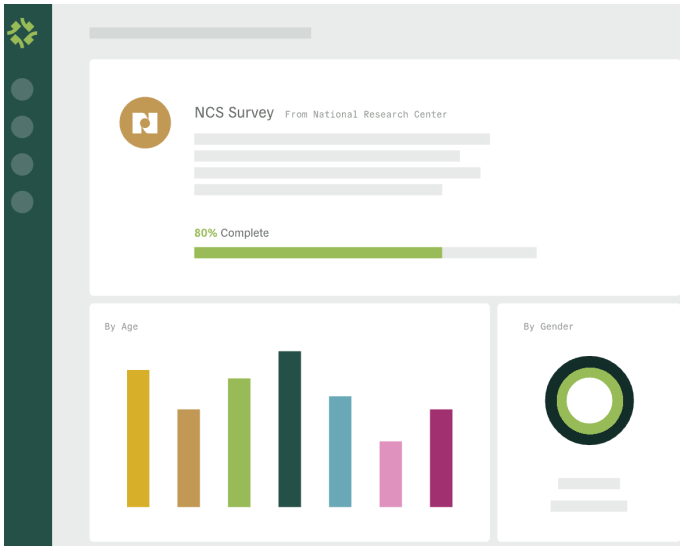 NCS Survey From National Research Center
80% Complete
By Age
By Gender